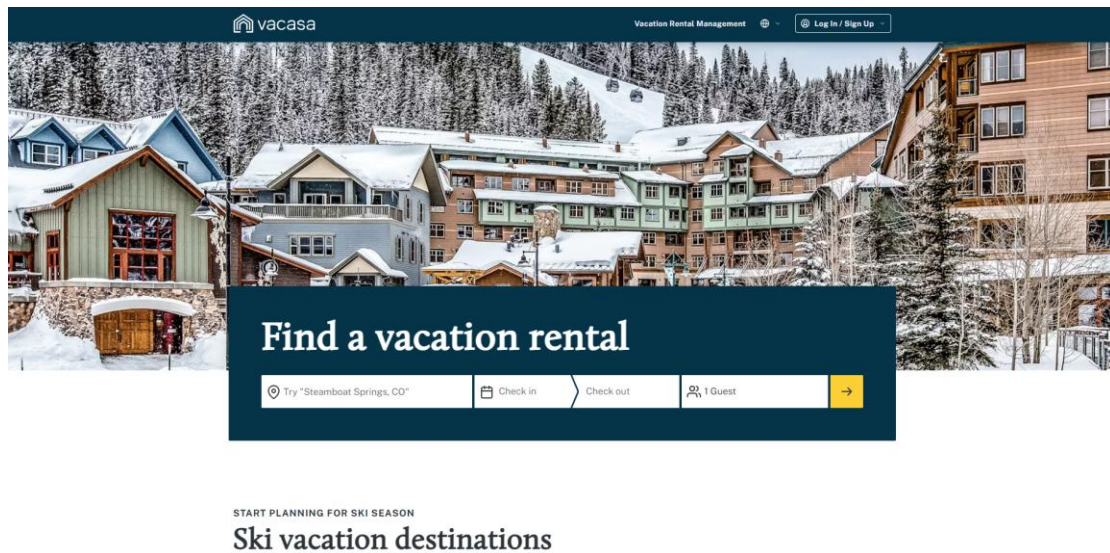 vacasa
Vacation Rental Management
Log In / Sign Up
Find a vacation rental
Try "Steamboat Springs, CO"
Check in
Check out
1 Guest
START PLANNING FOR SKI SEASON
Ski vacation destinations